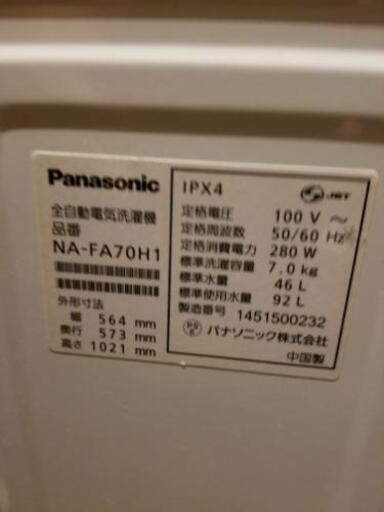 Panasonic
全自動電気洗濯機
品番
NA-FA70H1
外形寸法
幅 564 mm
奥行 573 mm
高さ 1021 mm
IPX4
JET
定格電圧 100 V ～
定格周波数 50/60 Hz
定格消費電力 280 W
標準洗濯容量 7.0 kg
標準水量 46 L
標準使用水量 92 L
製造番号 1451500232
パナソニック株式会社
中国製